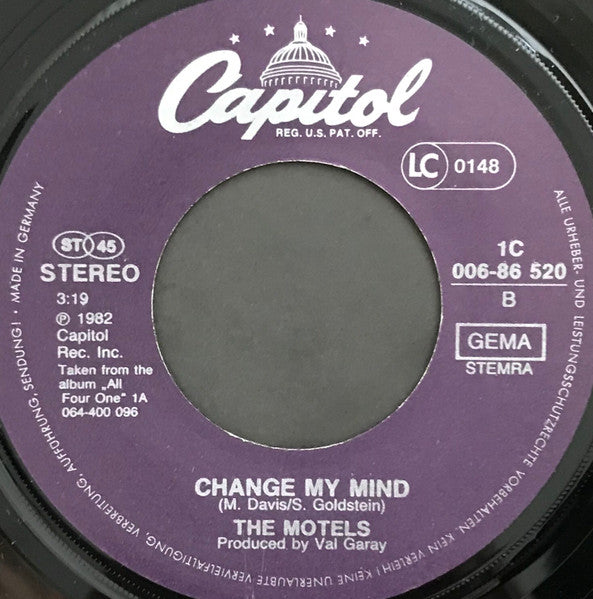 Capitol
REG. U.S. PAT. OFF.
LC 0148
ST 45
STEREO
3:19
℗ 1982
Capitol
Rec. Inc.
Taken from the
album „All
Four One" 1A
064-400 096
1C
006-86 520
B
GEMA
STEMRA
CHANGE MY MIND
(M. Davis/S. Goldstein)
THE MOTELS
Produced by Val Garay
ALLE URHEBER- UND LEISTUNGSSCHUTZRECHTE VORBEHALTEN. KEIN VERLEIH! KEINE UNERLAUBTE VERVIELFÄLTIGUNG, VERBREITUNG, AUFFÜHRUNG, SENDUNG! · MADE IN GERMANY